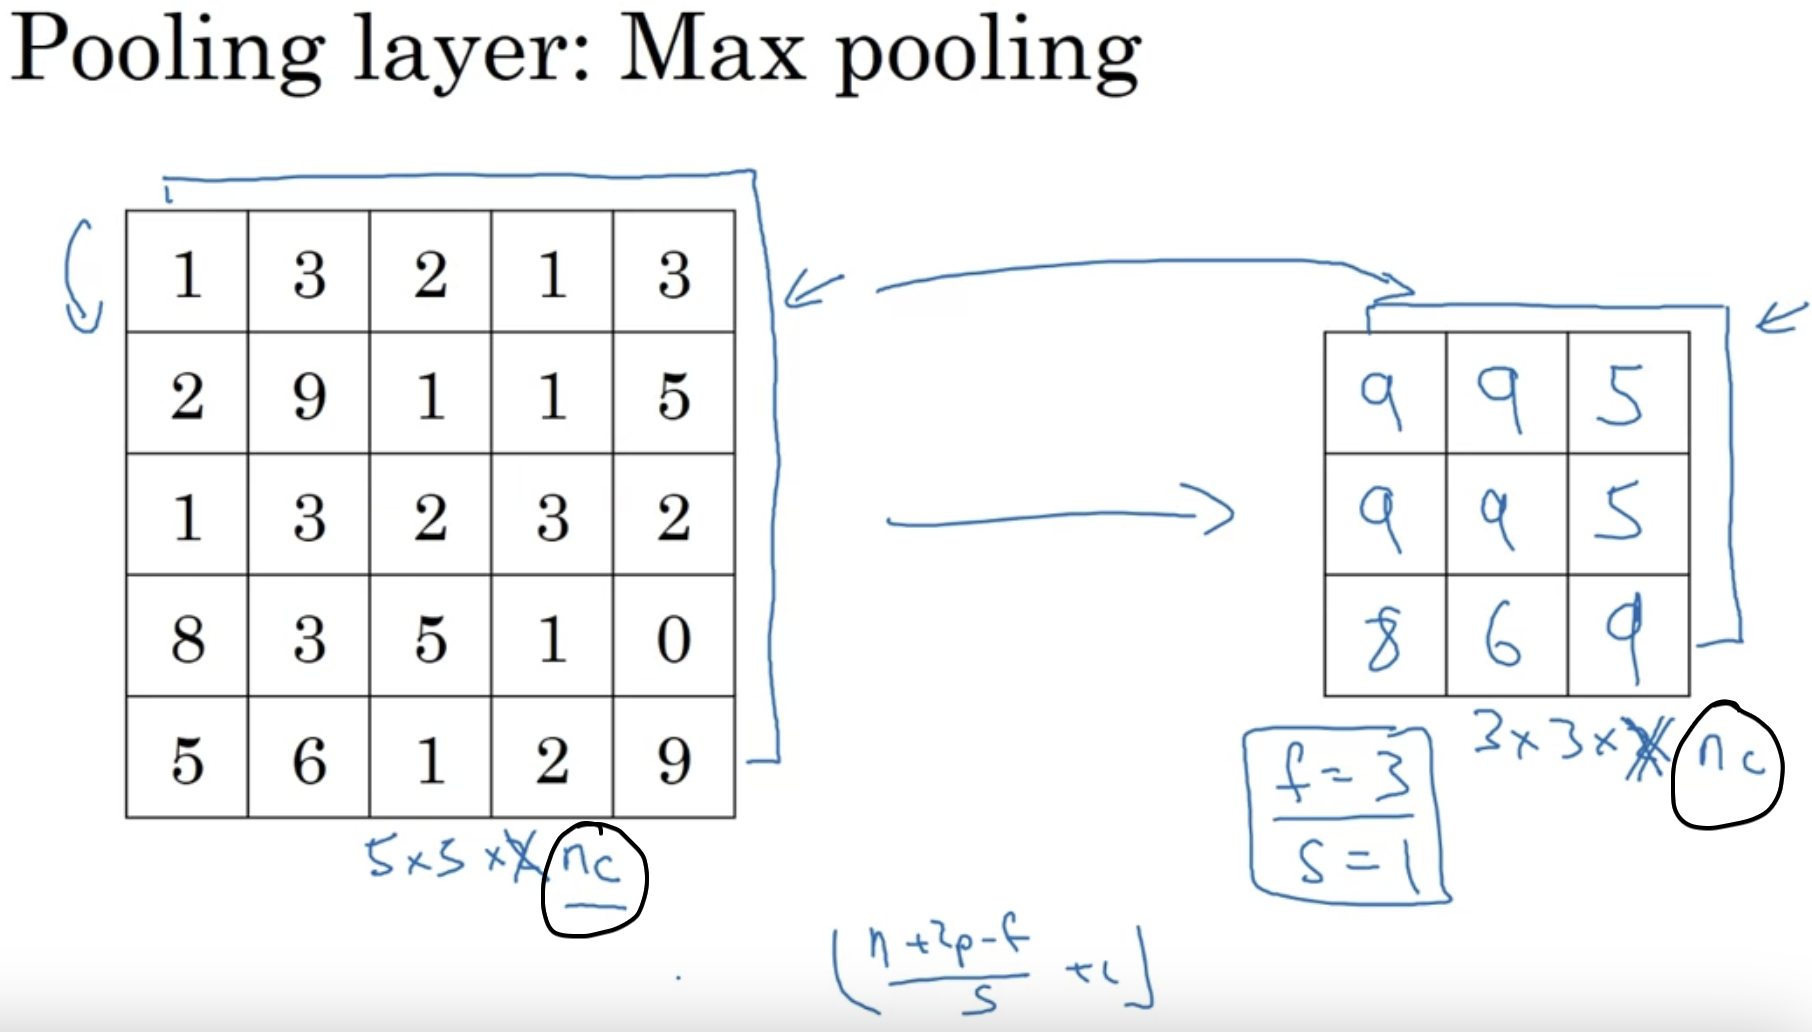 Pooling layer: Max pooling
1 3 2 1 3
2 9 1 1 5
1 3 2 3 2
8 3 5 1 0
5 6 1 2 9
5×5× nc
9 9 5
9 9 5
8 6 9
3×3× nc
f=3
s=1
⌊(n+2p-f)/s +1⌋